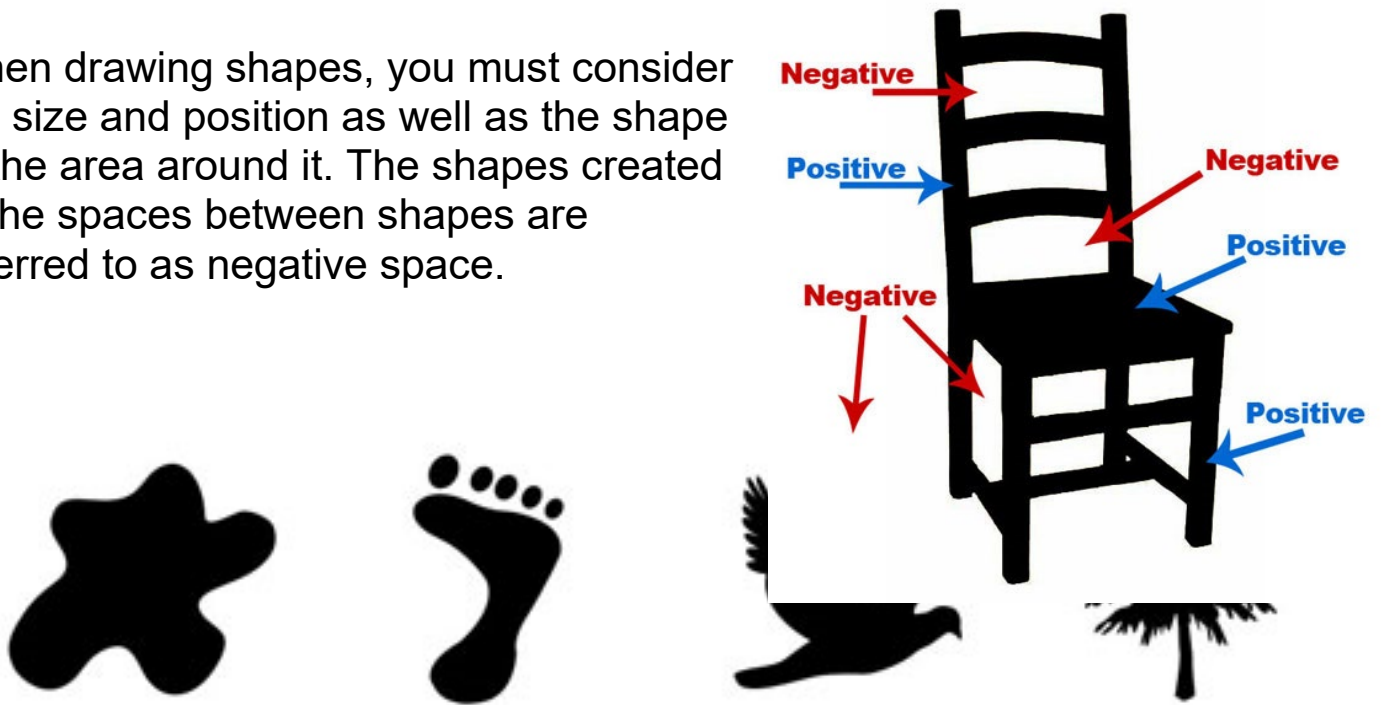 hen drawing shapes, you must consider
size and position as well as the shape
he area around it. The shapes created
he spaces between shapes are
erred to as negative space.
Negative
Positive
Negative
Positive
Negative
Positive